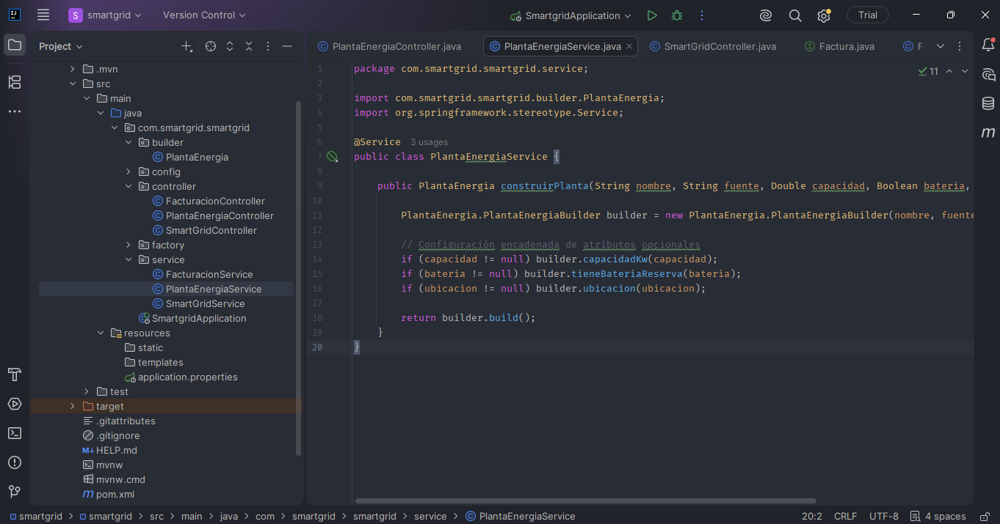 smartgrid
Version Control
SmartgridApplication
Trial
Project
.mvn
src
main
java
com.smartgrid.smartgrid
builder
PlantaEnergia
config
controller
FacturacionController
PlantaEnergiaController
SmartGridController
factory
service
FacturacionService
PlantaEnergiaService
SmartGridService
SmartgridApplication
resources
static
templates
application.properties
test
target
.gitattributes
.gitignore
HELP.md
mvnw
mvnw.cmd
pom.xml
PlantaEnergiaController.java
PlantaEnergiaService.java
SmartGridController.java
Factura.java
11
1 package com.smartgrid.smartgrid.service;
2
3 import com.smartgrid.smartgrid.builder.PlantaEnergia;
4 import org.springframework.stereotype.Service;
5
6 @Service 3 usages
7 public class PlantaEnergiaService {
8
9 public PlantaEnergia construirPlanta(String nombre, String fuente, Double capacidad, Boolean bateria,
10
11 PlantaEnergia.PlantaEnergiaBuilder builder = new PlantaEnergia.PlantaEnergiaBuilder(nombre, fuente
12
13 // Configuración encadenada de atributos opcionales
14 if (capacidad != null) builder.capacidadKw(capacidad);
15 if (bateria != null) builder.tieneBateriaReserva(bateria);
16 if (ubicacion != null) builder.ubicacion(ubicacion);
17
18 return builder.build();
19 }
20 }
smartgrid > smartgrid > src > main > java > com > smartgrid > smartgrid > service > PlantaEnergiaService
20:2 CRLF UTF-8 4 spaces